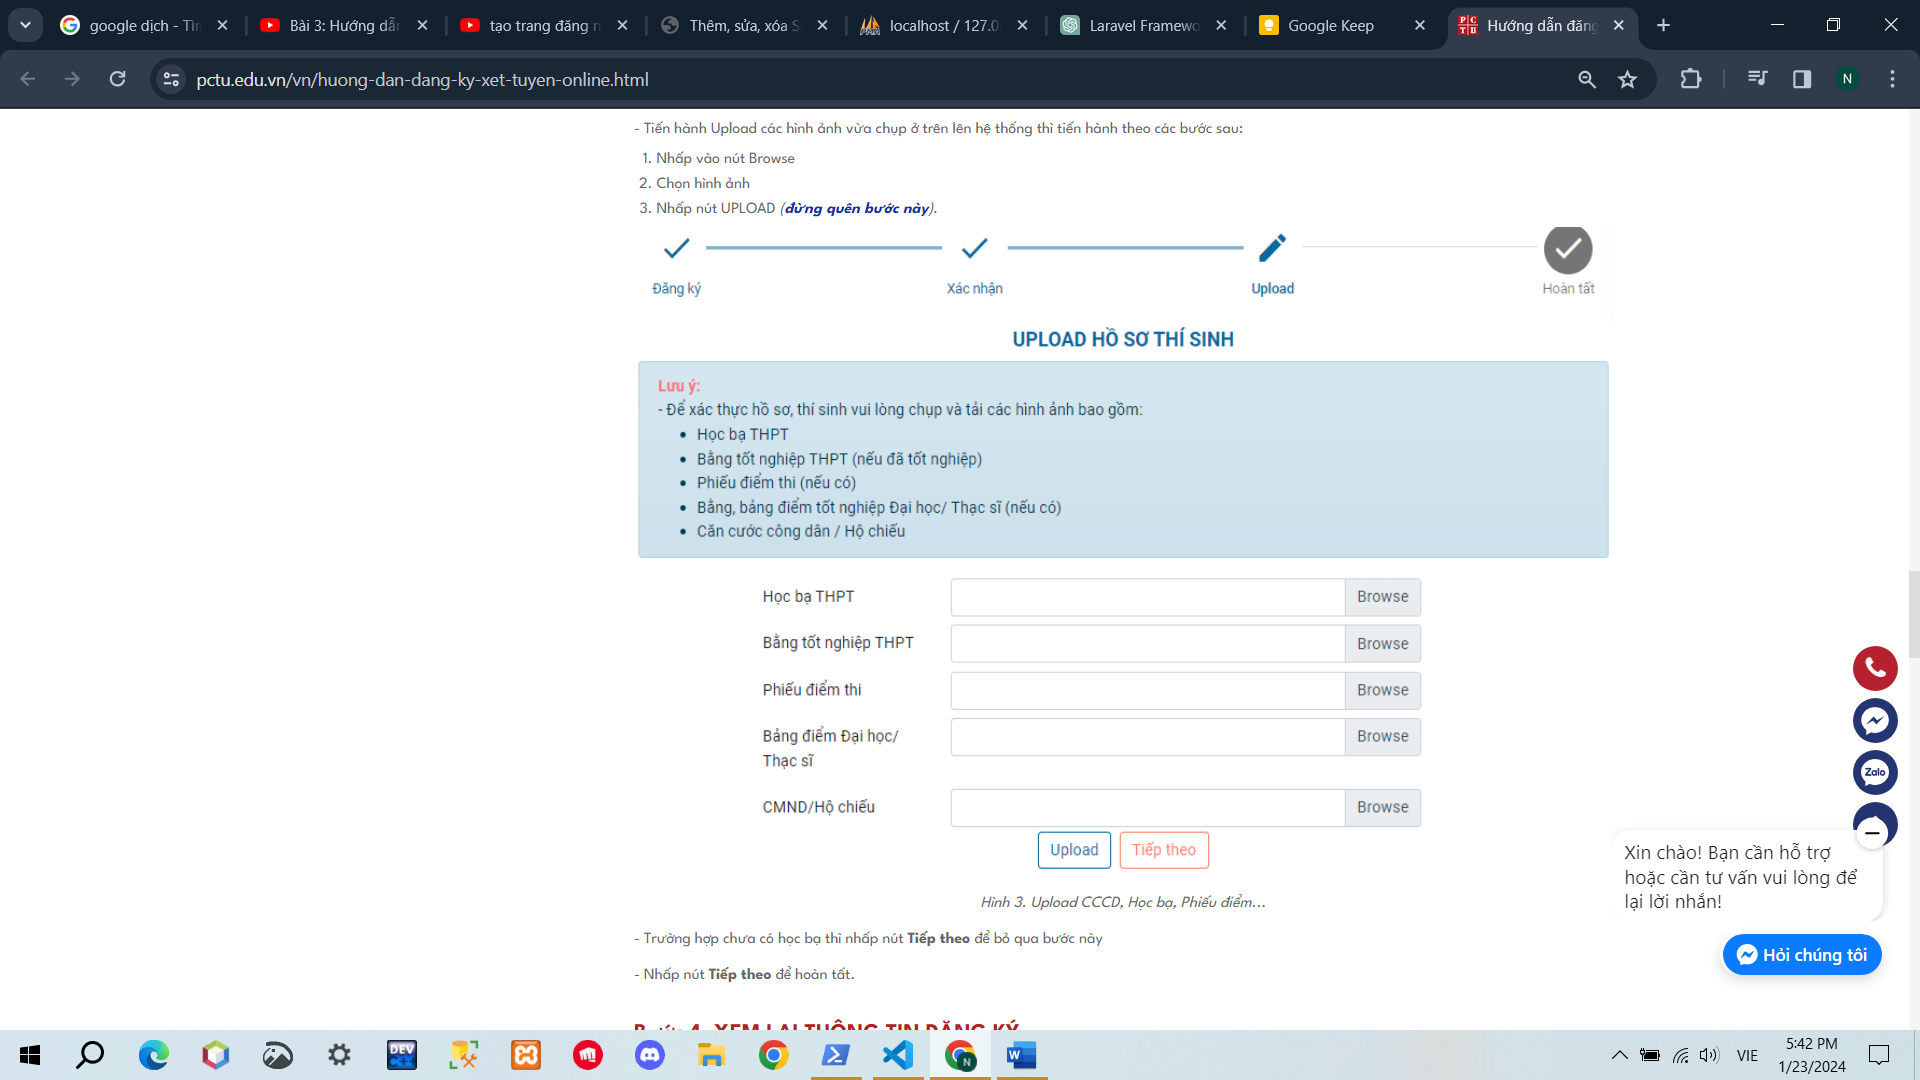 google dịch - Tìn
Bài 3: Hướng dẫn
tạo trang đăng n
Thêm, sửa, xóa S
localhost / 127.0.
Laravel Framewo
Google Keep
Hướng dẫn đăng
pctu.edu.vn/vn/huong-dan-dang-ky-xet-tuyen-online.html
N
- Tiến hành Upload các hình ảnh vừa chụp ở trên lên hệ thống thì tiến hành theo các bước sau:
1. Nhấp vào nút Browse
2. Chọn hình ảnh
3. Nhấp nút UPLOAD (đừng quên bước này).
Đăng ký
Xác nhận
Upload
Hoàn tất
UPLOAD HỒ SƠ THÍ SINH
Lưu ý:
- Để xác thực hồ sơ, thí sinh vui lòng chụp và tải các hình ảnh bao gồm:
• Học bạ THPT
• Bằng tốt nghiệp THPT (nếu đã tốt nghiệp)
• Phiếu điểm thi (nếu có)
• Bằng, bảng điểm tốt nghiệp Đại học/ Thạc sĩ (nếu có)
• Căn cước công dân / Hộ chiếu
Học bạ THPT
Browse
Bằng tốt nghiệp THPT
Browse
Phiếu điểm thi
Browse
Bảng điểm Đại học/
Thạc sĩ
Browse
CMND/Hộ chiếu
Browse
Upload
Tiếp theo
Hình 3. Upload CCCD, Học bạ, Phiếu điểm...
- Trường hợp chưa có học bạ thì nhấp nút Tiếp theo để bỏ qua bước này
- Nhấp nút Tiếp theo để hoàn tất.
Bước 4. XEM LẠI THÔNG TIN ĐĂNG KÝ
Zalo
Xin chào! Bạn cần hỗ trợ
hoặc cần tư vấn vui lòng để
lại lời nhắn!
Hỏi chúng tôi
DEV
VIE
5:42 PM
1/23/2024